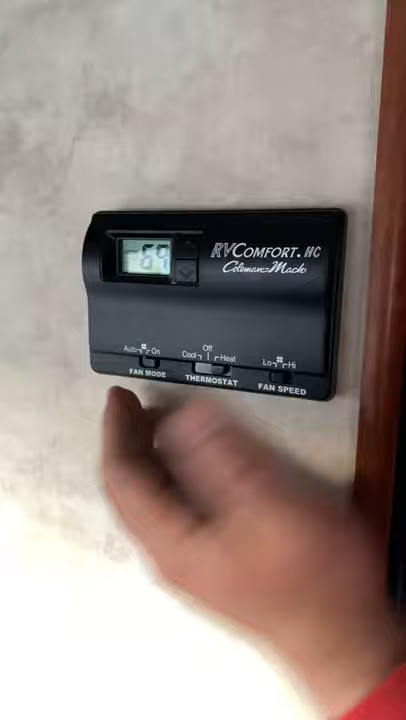 69
RVCOMFORT.HC
Coleman-Mach
Auto On
FAN MODE
Off
Cool Heat
THERMOSTAT
Lo Hi
FAN SPEED